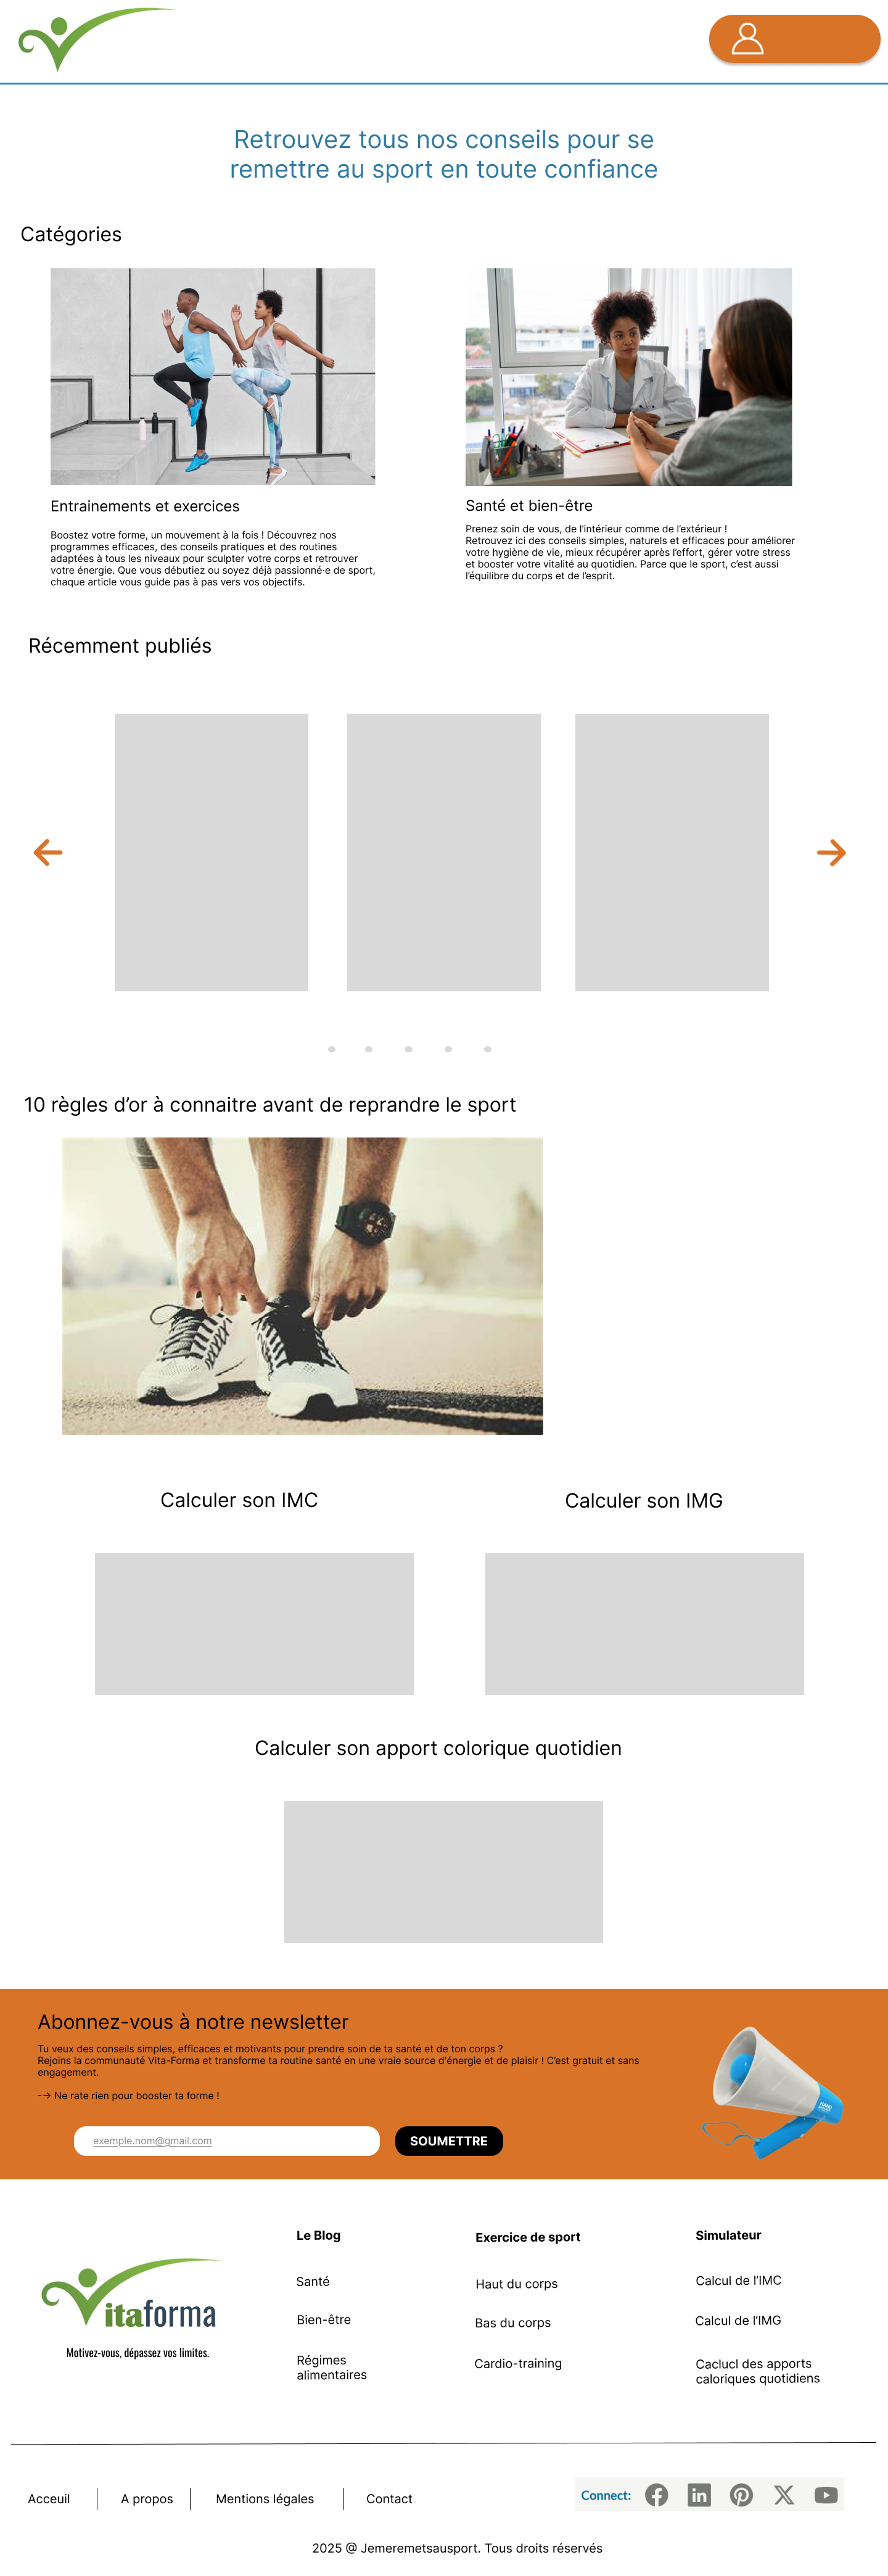 Retrouvez tous nos conseils pour se
remettre au sport en toute confiance
Catégories
Entrainements et exercices
Boostez votre forme, un mouvement à la fois ! Découvrez nos
programmes efficaces, des conseils pratiques et des routines
adaptées à tous les niveaux pour sculpter votre corps et retrouver
votre énergie. Que vous débutiez ou soyez déjà passionné·e de sport,
chaque article vous guide pas à pas vers vos objectifs.
Santé et bien-être
Prenez soin de vous, de l’intérieur comme de l’extérieur !
Retrouvez ici des conseils simples, naturels et efficaces pour améliorer
votre hygiène de vie, mieux récupérer après l’effort, gérer votre stress
et booster votre vitalité au quotidien. Parce que le sport, c’est aussi
l’équilibre du corps et de l’esprit.
Récemment publiés
10 règles d’or à connaitre avant de reprandre le sport
Calculer son IMC
Calculer son IMG
Calculer son apport colorique quotidien
Abonnez-vous à notre newsletter
Tu veux des conseils simples, efficaces et motivants pour prendre soin de ta santé et de ton corps ?
Rejoins la communauté Vita-Forma et transforme ta routine santé en une vraie source d'énergie et de plaisir ! C’est gratuit et sans
engagement.
--> Ne rate rien pour booster ta forme !
exemple.nom@gmail.com
SOUMETTRE
Vitaforma
Motivez-vous, dépassez vos limites.
Le Blog
Santé
Bien-être
Régimes
alimentaires
Exercice de sport
Haut du corps
Bas du corps
Cardio-training
Simulateur
Calcul de l’IMC
Calcul de l’IMG
Caclucl des apports
caloriques quotidiens
Acceuil
A propos
Mentions légales
Contact
Connect:
2025 @ Jemeremetsausport. Tous droits réservés